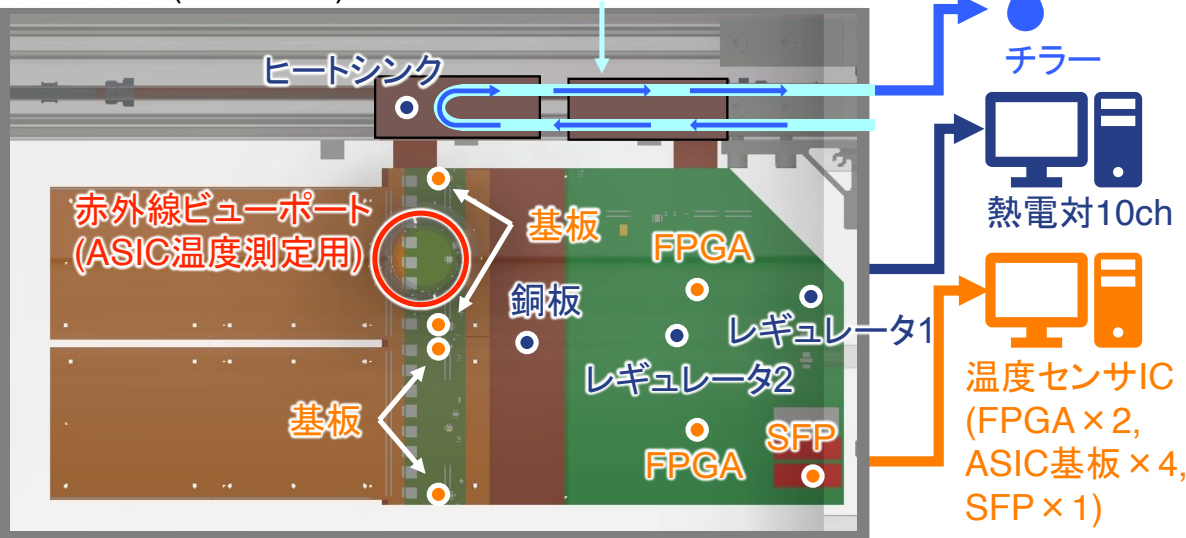 チラー
ヒートシンク
熱電対10ch
赤外線ビューポート
(ASIC温度測定用)
基板
FPGA
銅板
レギュレータ1
レギュレータ2
基板
FPGA
SFP
温度センサIC
(FPGA×2,
ASIC基板×4,
SFP×1)